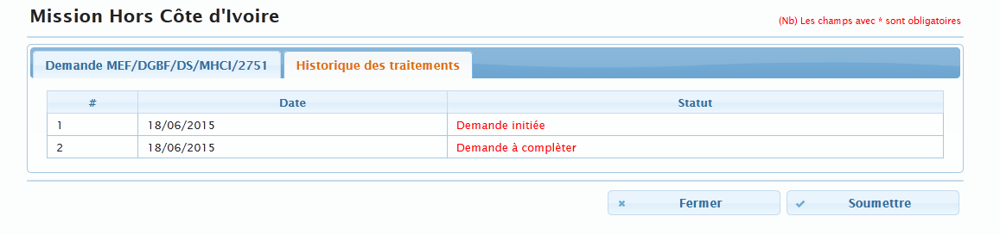 Mission Hors Côte d'Ivoire
(Nb) Les champs avec * sont obligatoires
Demande MEF/DGBF/DS/MHCI/2751 Historique des traitements
# Date Statut
1 18/06/2015 Demande initiée
2 18/06/2015 Demande à complèter
Fermer Soumettre